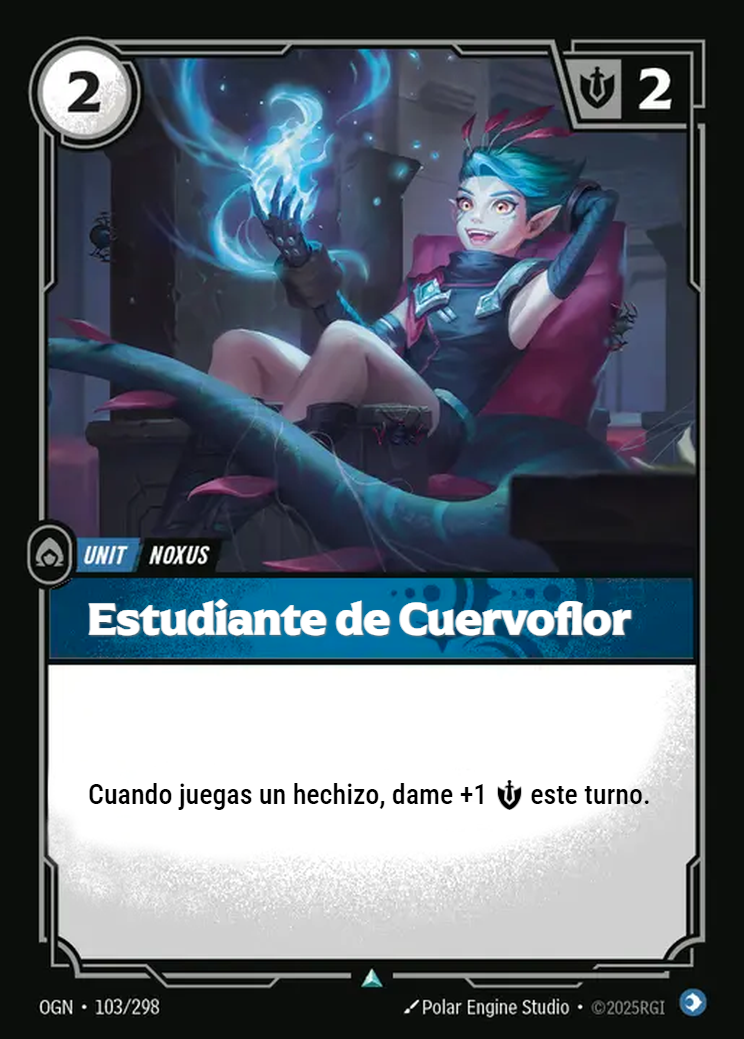 2
2
UNIT NOXUS
Estudiante de Cuervoflor
Cuando juegas un hechizo, dame +1 este turno.
OGN • 103/298
Polar Engine Studio • ©2025RGI